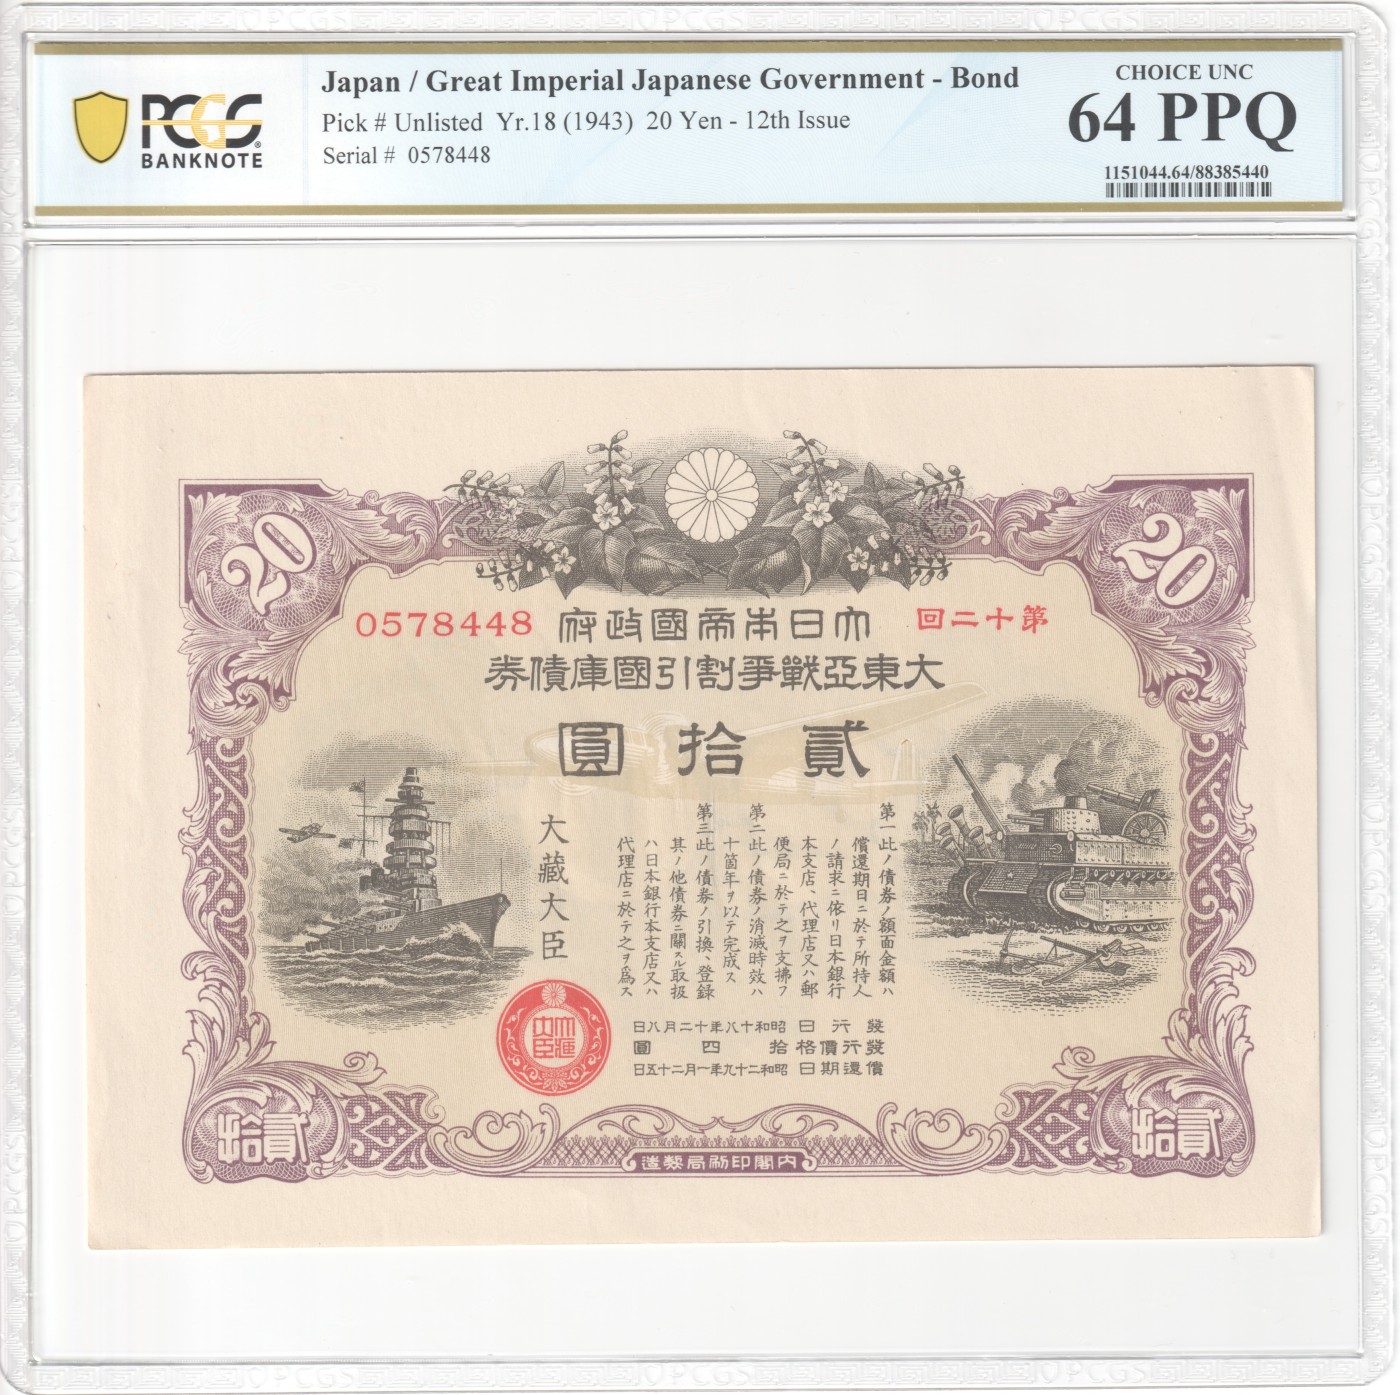 PCGS
BANKNOTE
Japan / Great Imperial Japanese Government - Bond
Pick # Unlisted Yr.18 (1943) 20 Yen - 12th Issue
Serial # 0578448
CHOICE UNC
64 PPQ
1151044.64/88385440
20
20
第十二回
0578448
大日本帝國政府
大東亞戰爭割引國庫債券
貳拾圓
第一此ノ債券ノ額面金額ハ
償還期日ニ於テ所持人
ノ請求ニ依リ日本銀行
本支店、代理店又ハ郵
便局ニ於テ之ヲ支拂フ
第二此ノ債券ノ消滅時效ハ
十箇年ヲ以テ完成ス
第三此ノ債券ノ引換、登錄
其ノ他債券ニ關スル取扱
ハ日本銀行本支店又ハ
代理店ニ於テ之ヲ爲ス
大藏大臣
大藏大臣
發行日 昭和十八年十二月八日
發行價格 拾四圓
償還期日 昭和二十九年一月二十五日
貳拾
貳拾
內閣印刷局製造